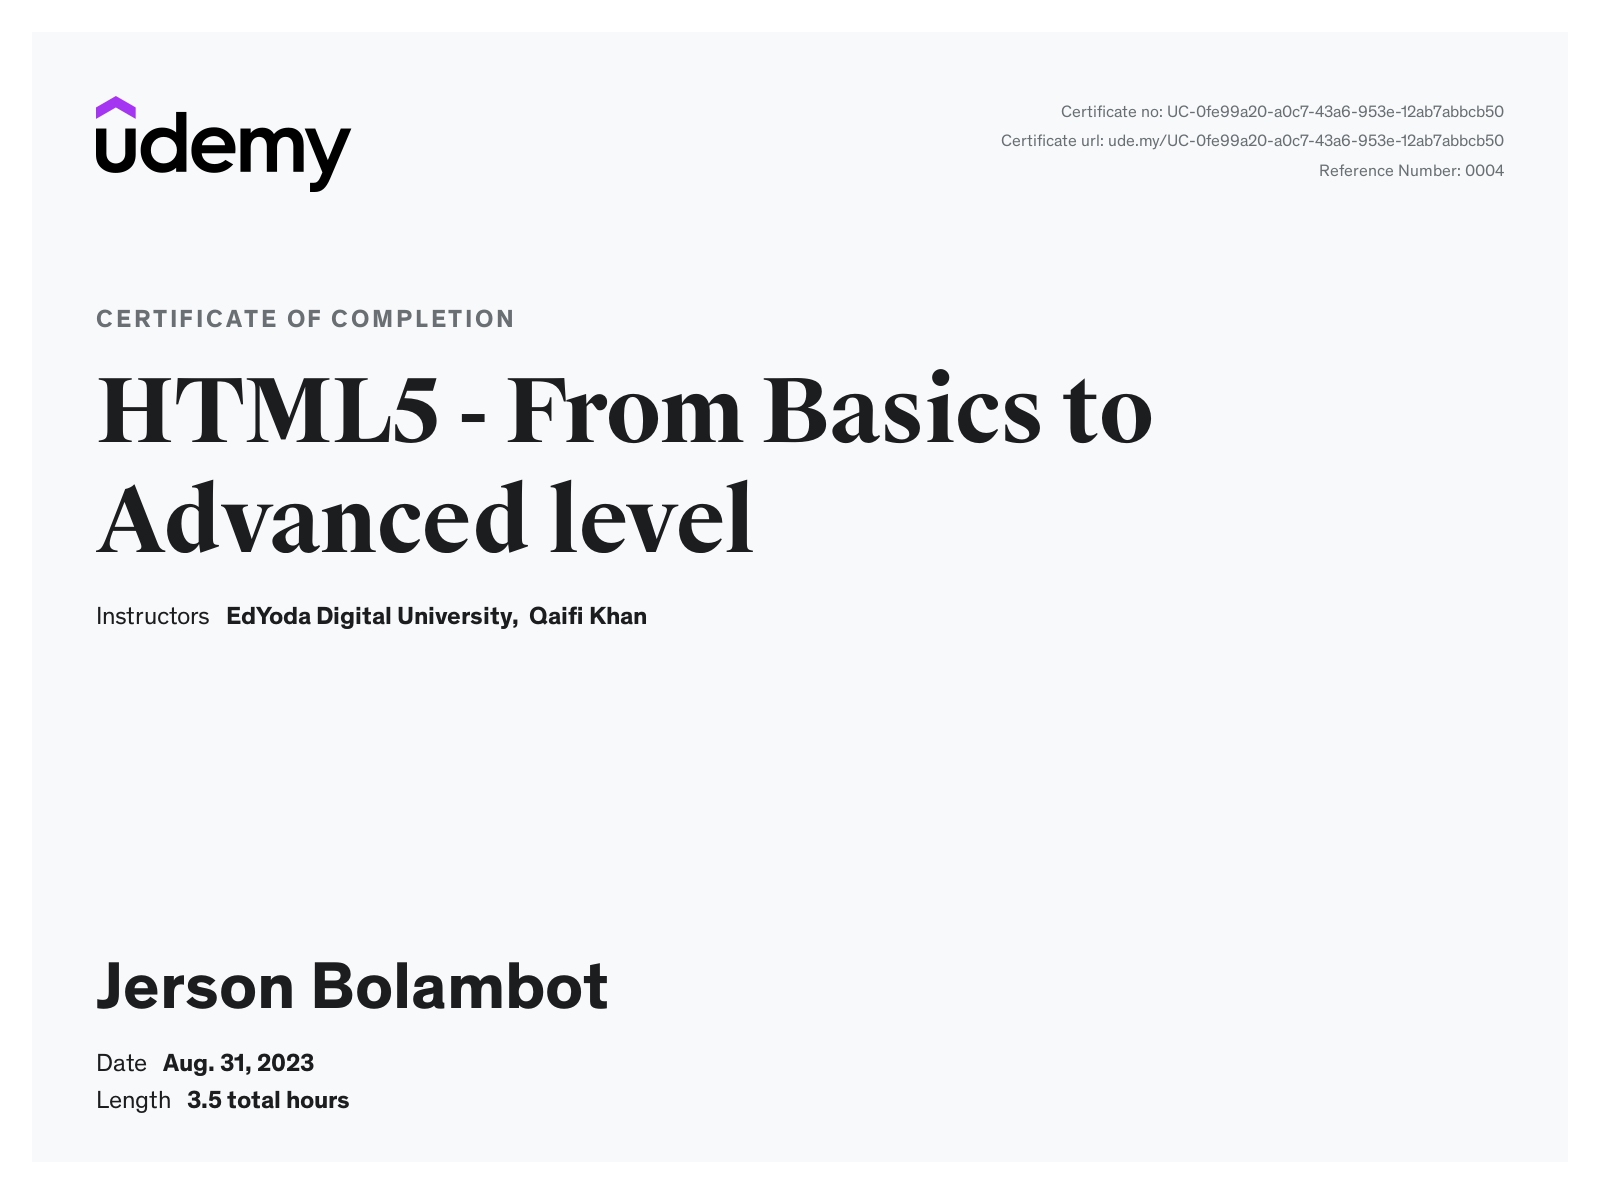 udemy
Certificate no: UC-0fe99a20-a0c7-43a6-953e-12ab7abbcb50
Certificate url: ude.my/UC-0fe99a20-a0c7-43a6-953e-12ab7abbcb50
Reference Number: 0004
CERTIFICATE OF COMPLETION
HTML5 - From Basics to
Advanced level
Instructors EdYoda Digital University, Qaifi Khan
Jerson Bolambot
Date Aug. 31, 2023
Length 3.5 total hours